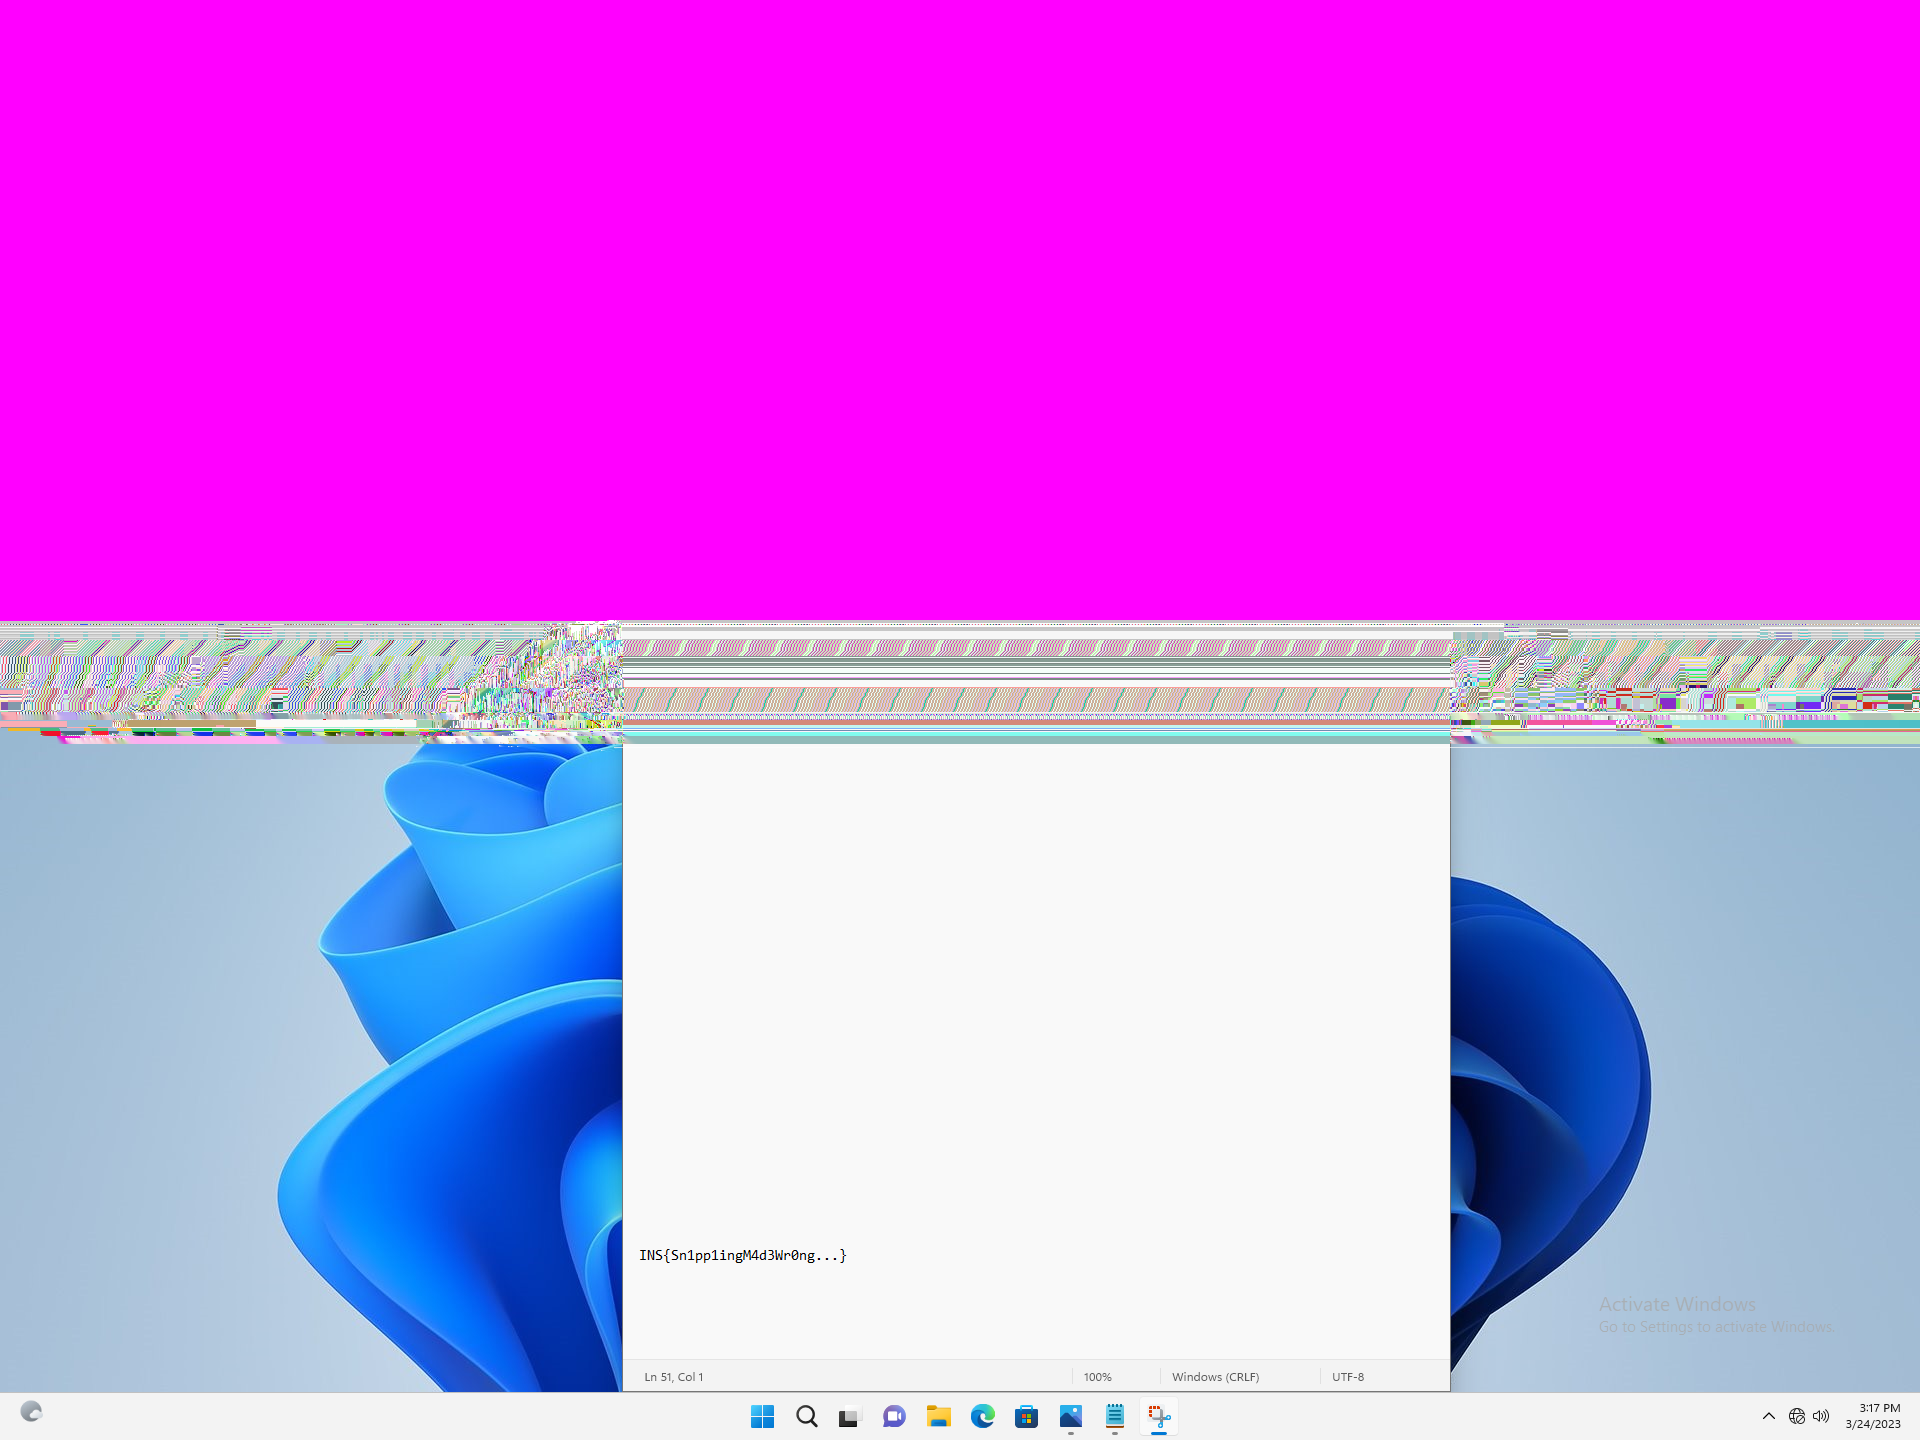 INS{Sn1pp1ingM4d3Wr0ng...}
Activate Windows
Go to Settings to activate Windows.
Ln 51, Col 1
100%
Windows (CRLF)
UTF-8
3:17 PM
3/24/2023